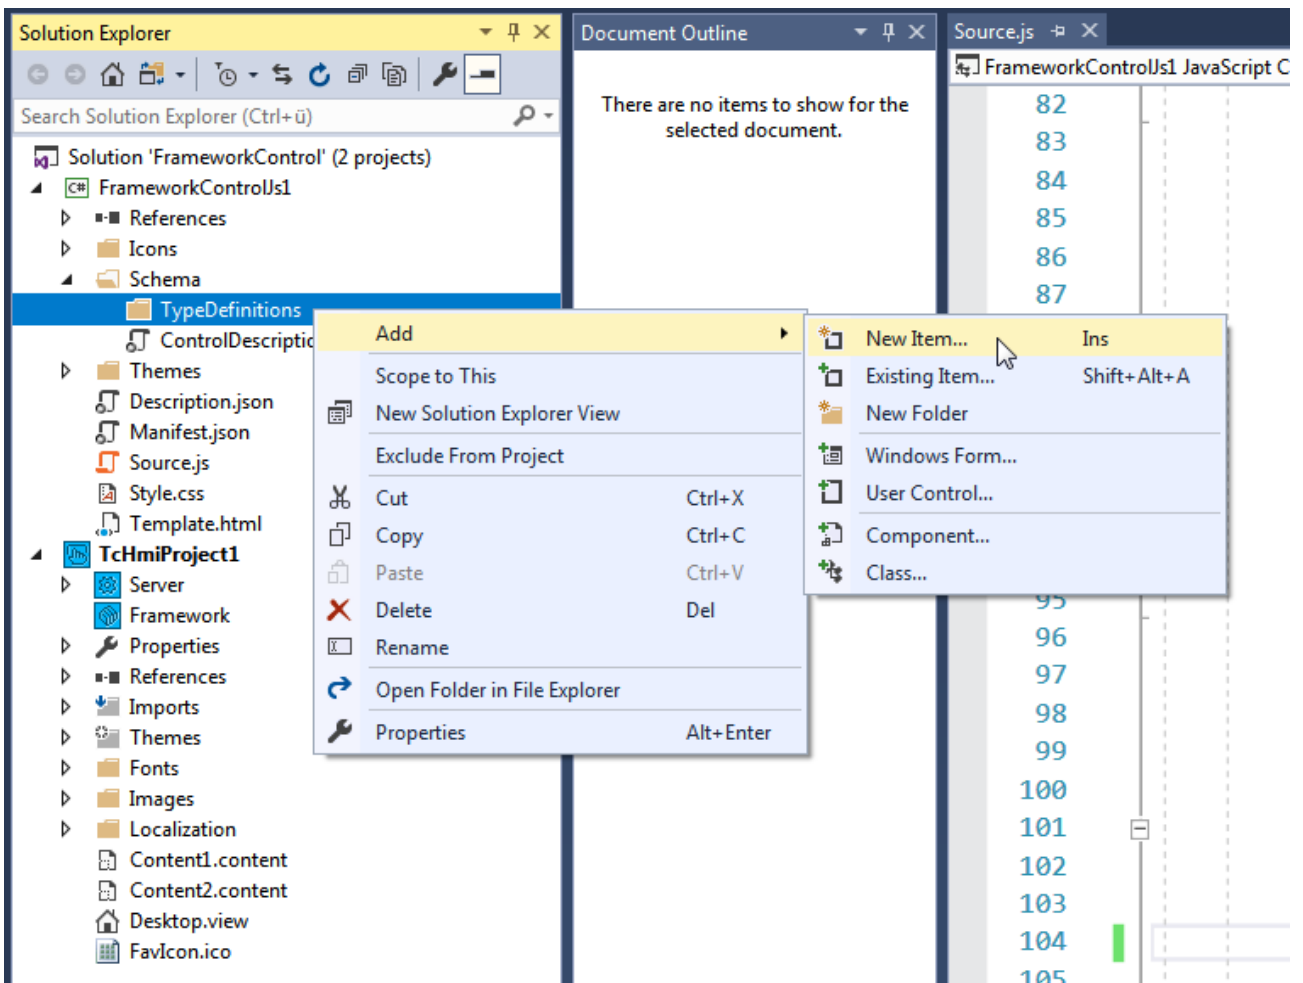 Solution Explorer
Search Solution Explorer (Ctrl+ü)
Solution 'FrameworkControl' (2 projects)
C# FrameworkControlJs1
References
Icons
Schema
TypeDefinitions
ControlDescriptio
Themes
Description.json
Manifest.json
Source.js
Style.css
Template.html
TcHmiProject1
Server
Framework
Properties
References
Imports
Themes
Fonts
Images
Localization
Content1.content
Content2.content
Desktop.view
FavIcon.ico
Add
Scope to This
New Solution Explorer View
Exclude From Project
Cut Ctrl+X
Copy Ctrl+C
Paste Ctrl+V
Delete Del
Rename
Open Folder in File Explorer
Properties Alt+Enter
New Item... Ins
Existing Item... Shift+Alt+A
New Folder
Windows Form...
User Control...
Component...
Class...
Document Outline
There are no items to show for the
selected document.
Source.js
FrameworkControlJs1 JavaScript C
82
83
84
85
86
87
95
96
97
98
99
100
101
102
103
104
105